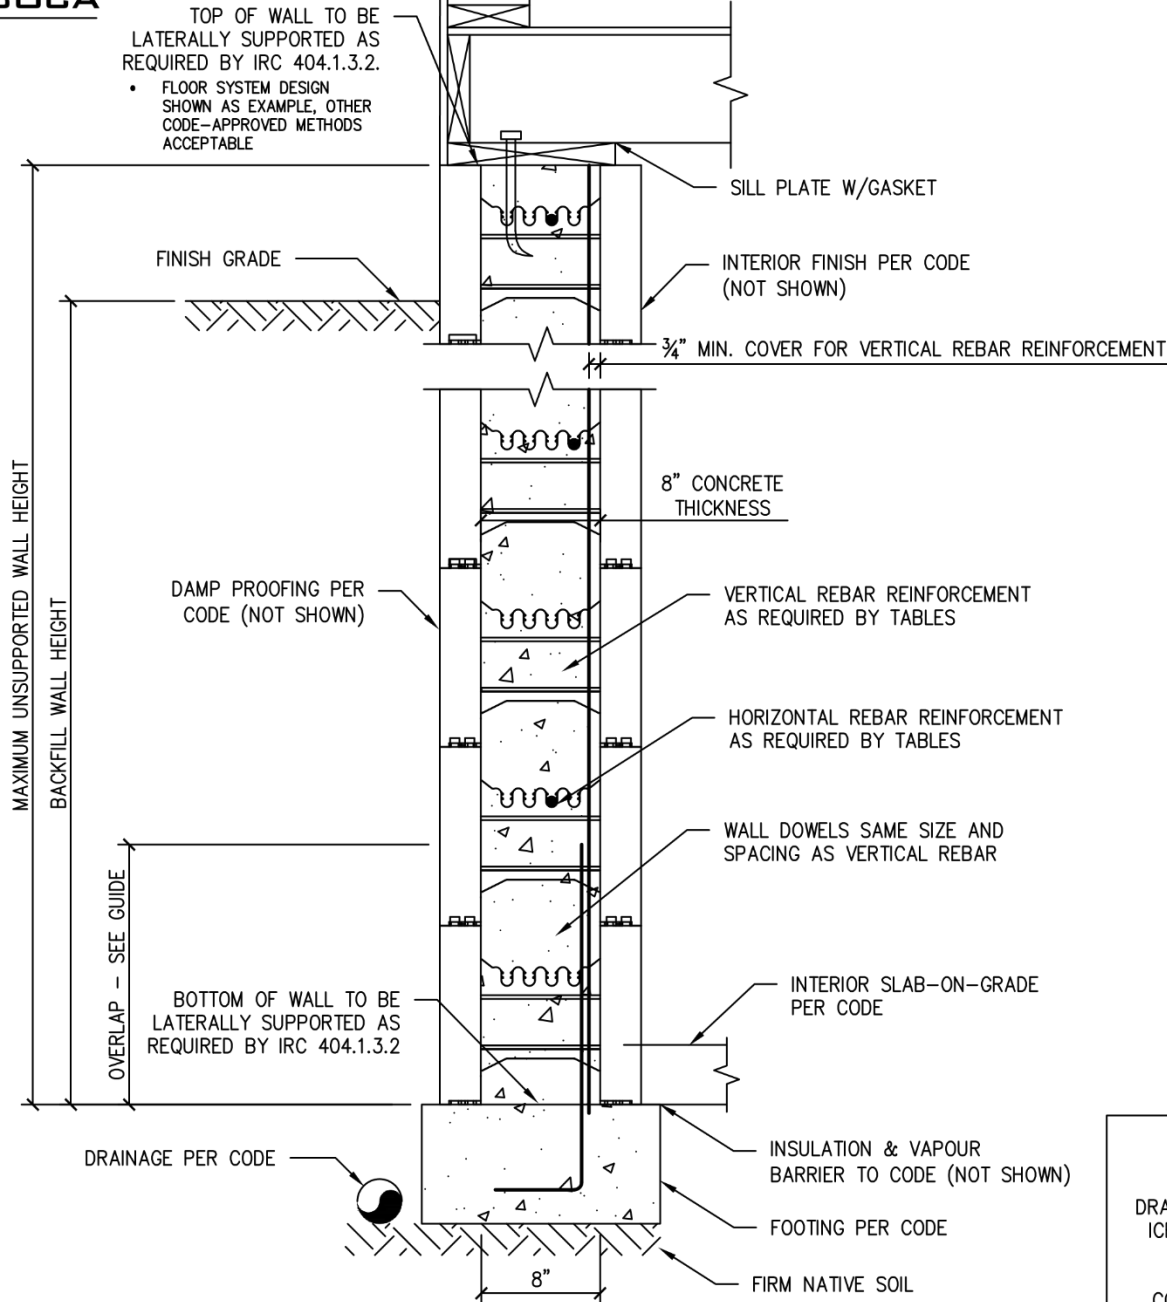 TOP OF WALL TO BE
LATERALLY SUPPORTED AS
REQUIRED BY IRC 404.1.3.2.
• FLOOR SYSTEM DESIGN
SHOWN AS EXAMPLE, OTHER
CODE-APPROVED METHODS
ACCEPTABLE
SILL PLATE W/GASKET
FINISH GRADE
INTERIOR FINISH PER CODE
(NOT SHOWN)
¾" MIN. COVER FOR VERTICAL REBAR REINFORCEMENT
MAXIMUM UNSUPPORTED WALL HEIGHT
BACKFILL WALL HEIGHT
8" CONCRETE
THICKNESS
DAMP PROOFING PER
CODE (NOT SHOWN)
VERTICAL REBAR REINFORCEMENT
AS REQUIRED BY TABLES
HORIZONTAL REBAR REINFORCEMENT
AS REQUIRED BY TABLES
WALL DOWELS SAME SIZE AND
SPACING AS VERTICAL REBAR
OVERLAP - SEE GUIDE
BOTTOM OF WALL TO BE
LATERALLY SUPPORTED AS
REQUIRED BY IRC 404.1.3.2
INTERIOR SLAB-ON-GRADE
PER CODE
DRAINAGE PER CODE
INSULATION & VAPOUR
BARRIER TO CODE (NOT SHOWN)
FOOTING PER CODE
8"
FIRM NATIVE SOIL